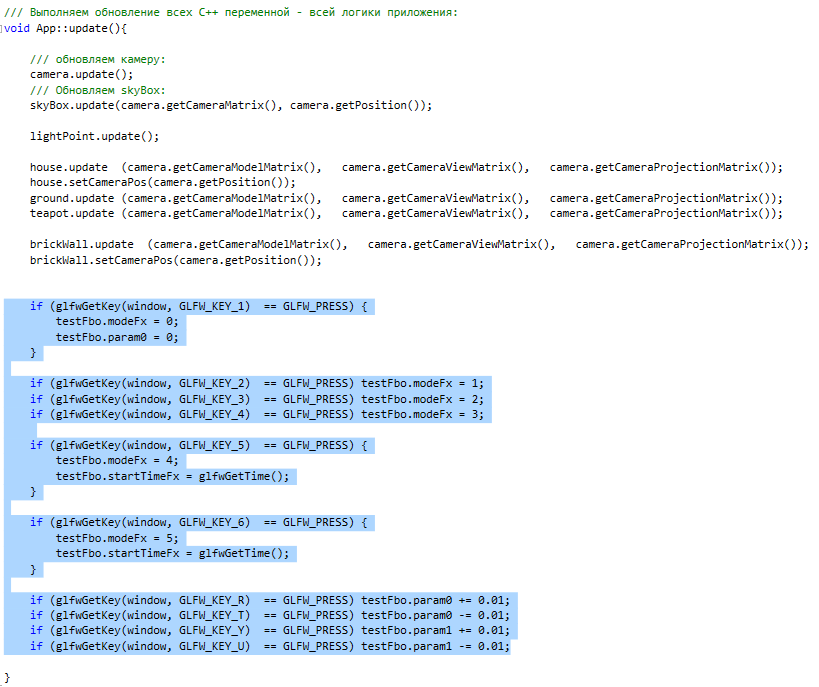 /// Выполняем обновление всех C++ переменной - всей логики приложения:
void App::update(){
/// обновляем камеру:
camera.update();
/// Обновляем skyBox:
skyBox.update(camera.getCameraMatrix(), camera.getPosition());
lightPoint.update();
house.update  (camera.getCameraModelMatrix(),   camera.getCameraViewMatrix(),   camera.getCameraProjectionMatrix());
house.setCameraPos(camera.getPosition());
ground.update (camera.getCameraModelMatrix(),   camera.getCameraViewMatrix(),   camera.getCameraProjectionMatrix());
teapot.update (camera.getCameraModelMatrix(),   camera.getCameraViewMatrix(),   camera.getCameraProjectionMatrix());
brickWall.update  (camera.getCameraModelMatrix(),   camera.getCameraViewMatrix(),   camera.getCameraProjectionMatrix());
brickWall.setCameraPos(camera.getPosition());
if (glfwGetKey(window, GLFW_KEY_1)  == GLFW_PRESS) {
testFbo.modeFx = 0;
testFbo.param0 = 0;
}
if (glfwGetKey(window, GLFW_KEY_2)  == GLFW_PRESS) testFbo.modeFx = 1;
if (glfwGetKey(window, GLFW_KEY_3)  == GLFW_PRESS) testFbo.modeFx = 2;
if (glfwGetKey(window, GLFW_KEY_4)  == GLFW_PRESS) testFbo.modeFx = 3;
if (glfwGetKey(window, GLFW_KEY_5)  == GLFW_PRESS) {
testFbo.modeFx = 4;
testFbo.startTimeFx = glfwGetTime();
}
if (glfwGetKey(window, GLFW_KEY_6)  == GLFW_PRESS) {
testFbo.modeFx = 5;
testFbo.startTimeFx = glfwGetTime();
}
if (glfwGetKey(window, GLFW_KEY_R)  == GLFW_PRESS) testFbo.param0 += 0.01;
if (glfwGetKey(window, GLFW_KEY_T)  == GLFW_PRESS) testFbo.param0 -= 0.01;
if (glfwGetKey(window, GLFW_KEY_Y)  == GLFW_PRESS) testFbo.param1 += 0.01;
if (glfwGetKey(window, GLFW_KEY_U)  == GLFW_PRESS) testFbo.param1 -= 0.01;
}